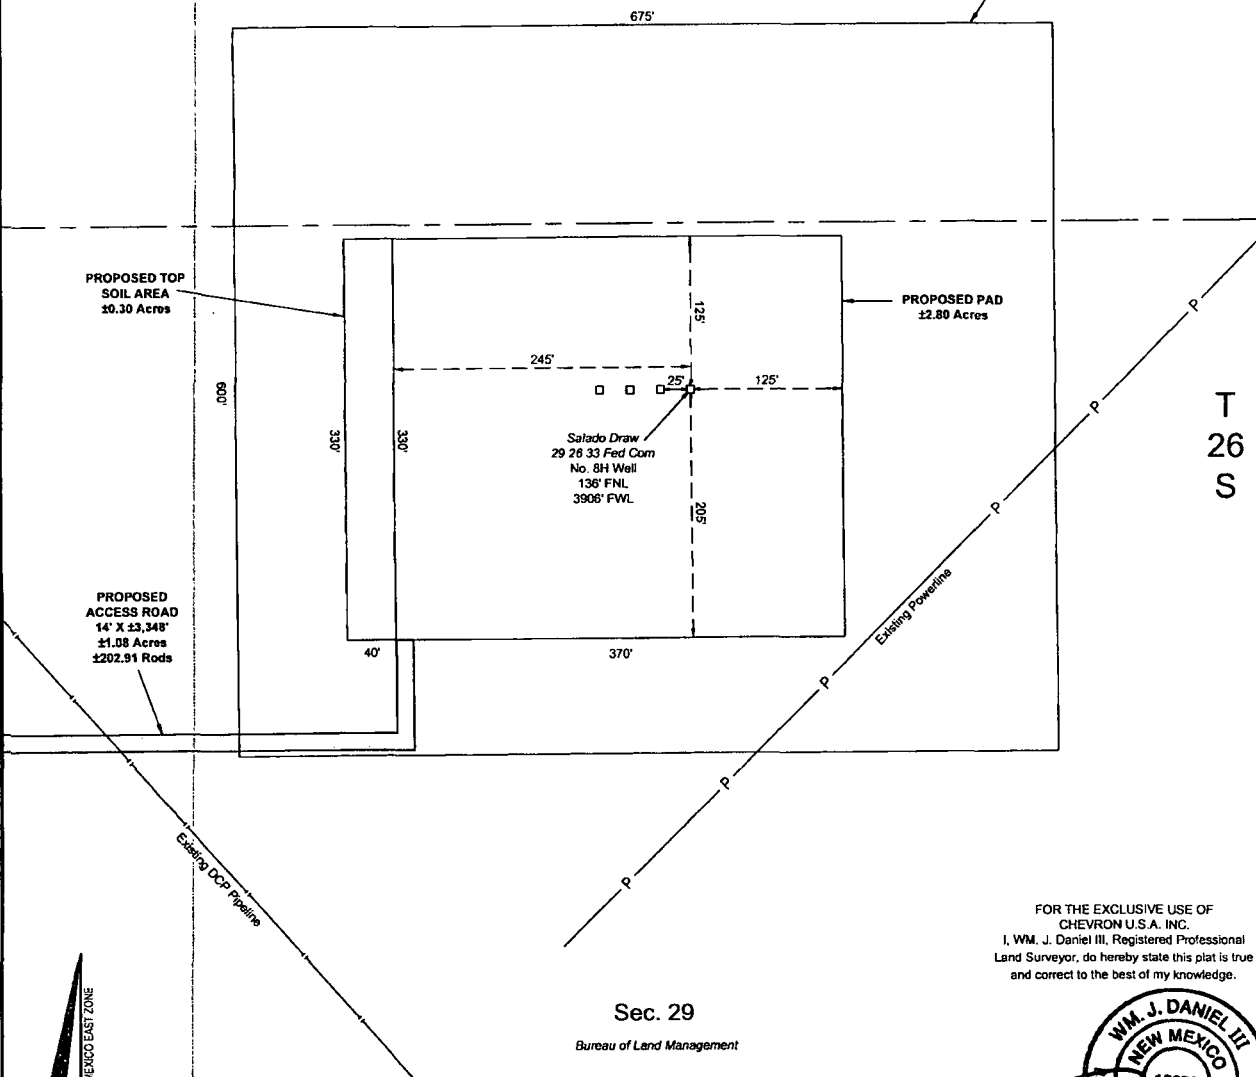 675'
PROPOSED TOP
SOIL AREA
±0.30 Acres
125'
PROPOSED PAD
±2.80 Acres
P
245'
25'
125'
600'
330'
330'
Salado Draw
29 26 33 Fed Com
No. 8H Well
136' FNL
3906' FWL
205'
P
T
26
S
P
Existing Powerline
PROPOSED
ACCESS ROAD
14' X ±3,348'
±1.08 Acres
±202.91 Rods
40'
370'
P
P
P
Existing DCP Pipeline
FOR THE EXCLUSIVE USE OF
CHEVRON U.S.A. INC.
I, WM. J. Daniel III, Registered Professional
Land Surveyor, do hereby state this plat is true
and correct to the best of my knowledge.
Sec. 29
Bureau of Land Management
MEXICO EAST ZONE
WM. J. DANIEL III
NEW MEXICO